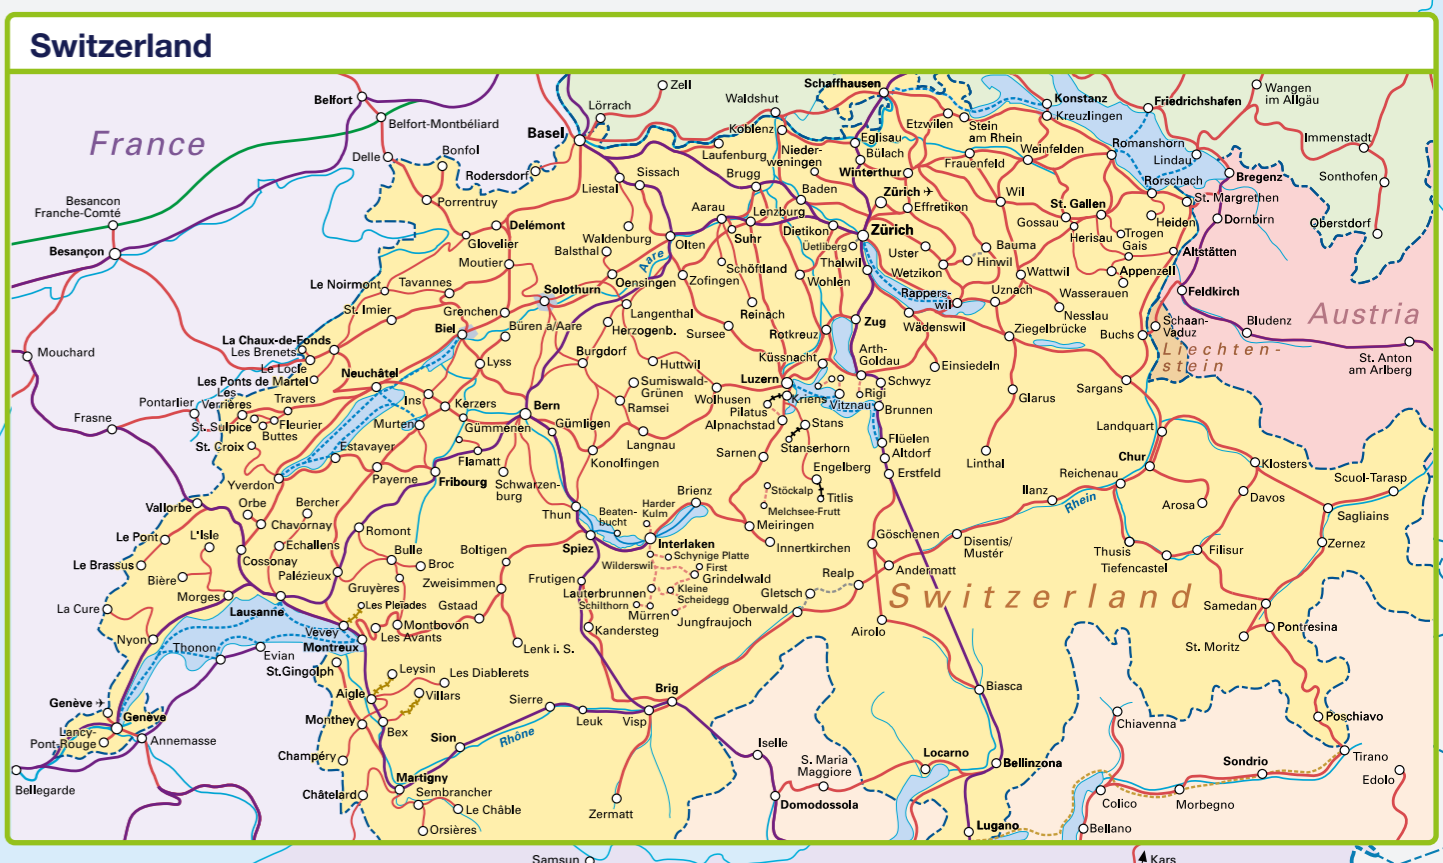 Switzerland
France
Belfort
Belfort-Montbéliard
Delle
Bonfol
Porrentruy
Rodersdorf
Basel
Lörrach
Zell
Waldshut
Koblenz
Laufenburg
Schaffhausen
Etzwilen
Stein
am Rhein
Konstanz
Kreuzlingen
Friedrichshafen
Wangen
im Allgäu
Immenstadt
Sonthofen
Oberstdorf
Eglisau
Bülach
Nieder-
weningen
Winterthur
Frauenfeld
Weinfelden
Romanshorn
Lindau
Bregenz
Rorschach
St. Margrethen
Dornbirn
Heiden
Besancon
Franche-Comté
Besançon
Liestal
Sissach
Brugg
Baden
Zürich
Effretikon
Wil
St. Gallen
Gossau
Herisau
Trogen
Gais
Altstätten
Delémont
Glovelier
Moutier
Waldenburg
Balsthal
Aarau
Lenzburg
Suhr
Dietikon
Zürich
Üetliberg
Thalwil
Uster
Wetzikon
Bauma
Hinwil
Wattwil
Appenzell
Wasserauen
Olten
Aare
Oensingen
Zofingen
Schöftland
Wohlen
Rappers-
wil
Uznach
Nesslau
Feldkirch
Bludenz
Austria
St. Anton
am Arlberg
Le Noirmont
Tavannes
St. Imier
Grenchen
Solothurn
Biel
Büren a/Aare
Langenthal
Herzogenb.
Sursee
Reinach
Rotkreuz
Zug
Wädenswil
Ziegelbrücke
Buchs
Schaan-
Vaduz
Liechten-
stein
Mouchard
La Chaux-de-Fonds
Les Brenets
Le Locle
Les Ponts de Martel
Neuchâtel
Lyss
Burgdorf
Huttwil
Küssnacht
Arth-
Goldau
Einsiedeln
Schwyz
Rigi
Sargans
Luzern
Kriens
Vitznau
Brunnen
Glarus
Pontarlier
Les
Verrières
Travers
Fleurier
St. Sulpice
Buttes
St. Croix
Ins
Kerzers
Murten
Gümmenen
Bern
Gümligen
Sumiswald-
Grünen
Ramsei
Wolhusen
Pilatus
Alpnachstad
Stans
Stanserhorn
Flüelen
Altdorf
Erstfeld
Linthal
Landquart
Frasne
Estavayer
Yverdon
Payerne
Flamatt
Fribourg
Schwarzen-
burg
Konolfingen
Langnau
Sarnen
Engelberg
Stöckalp
Titlis
Melchsee-Frutt
Chur
Reichenau
Ilanz
Rhein
Klosters
Davos
Arosa
Scuol-Tarasp
Sagliains
Zernez
Vallorbe
Orbe
Bercher
Chavornay
Le Pont
L'Isle
Echallens
Cossonay
Romont
Bulle
Broc
Boltigen
Thun
Beaten-
bucht
Harder
Kulm
Brienz
Spiez
Interlaken
Meiringen
Innertkirchen
Göschenen
Disentis/
Mustér
Thusis
Tiefencastel
Filisur
Le Brassus
Bière
Palézieux
Gruyères
Zweisimmen
Frutigen
Wilderswil
Schynige Platte
First
Grindelwald
Lauterbrunnen
Kleine
Scheidegg
Schilthorn
Mürren
Jungfraujoch
Realp
Gletsch
Andermatt
Oberwald
Switzerland
Samedan
Pontresina
St. Moritz
La Cure
Morges
Lausanne
Les Pleïades
Montbovon
Gstaad
Vevey
Les Avants
Montreux
Kandersteg
Lenk i. S.
Airolo
Nyon
Thonon
Evian
St.Gingolph
Leysin
Les Diablerets
Aigle
Villars
Biasca
Genève
Genève
Lancy-
Pont-Rouge
Annemasse
Monthey
Bex
Champéry
Sion
Sierre
Leuk
Visp
Brig
Rhône
Iselle
S. Maria
Maggiore
Domodossola
Locarno
Bellinzona
Lugano
Chiavenna
Colico
Bellano
Morbegno
Sondrio
Poschiavo
Tirano
Edolo
Bellegarde
Martigny
Châtelard
Sembrancher
Le Châble
Orsières
Zermatt
Samsun
Kars